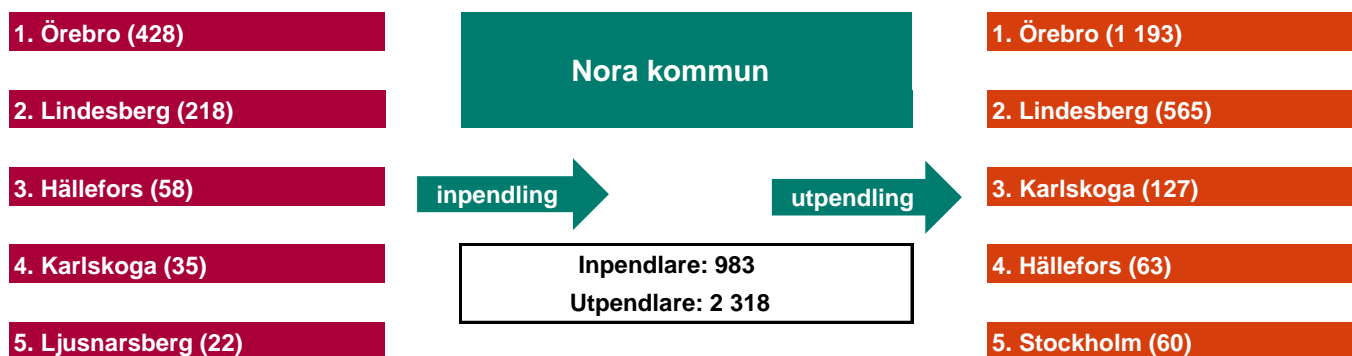 1. Örebro (428)
2. Lindesberg (218)
3. Hällefors (58)
4. Karlskoga (35)
5. Ljusnarsberg (22)
Nora kommun
inpendling
utpendling
Inpendlare: 983
Utpendlare: 2 318
1. Örebro (1 193)
2. Lindesberg (565)
3. Karlskoga (127)
4. Hällefors (63)
5. Stockholm (60)